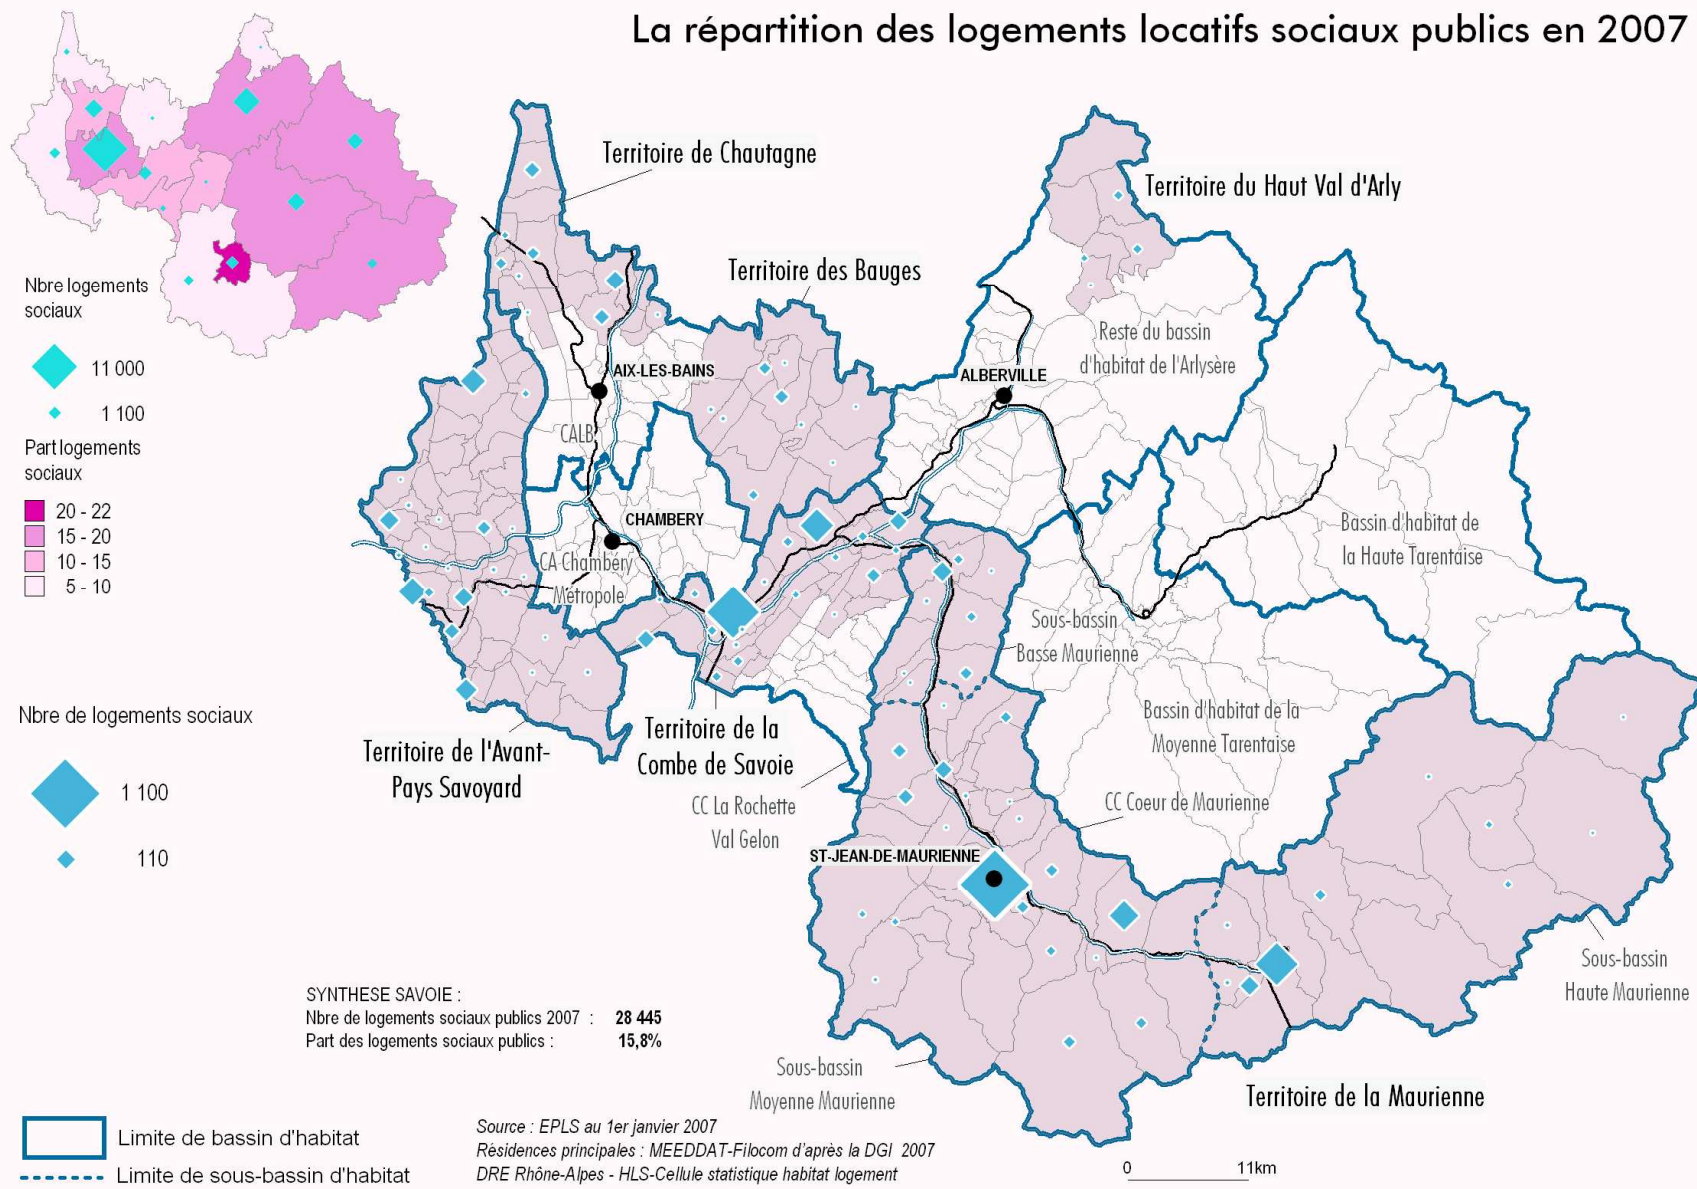 La répartition des logements locatifs sociaux publics en 2007
Nbre logements
sociaux
11 000
1 100
Part logements
sociaux
20 - 22
15 - 20
10 - 15
5 - 10
Nbre de logements sociaux
1 100
110
Territoire de Chautagne
Territoire du Haut Val d'Arly
Territoire des Bauges
Reste du bassin
d'habitat de l'Arlysère
AIX-LES-BAINS
ALBERVILLE
CALB
CHAMBERY
CA Chambéry
Métropole
Bassin d'habitat de
la Haute Tarentaise
Sous-bassin
Basse Maurienne
Bassin d'habitat de la
Moyenne Tarentaise
Territoire de l'Avant-
Pays Savoyard
Territoire de la
Combe de Savoie
CC La Rochette
Val Gelon
CC Coeur de Maurienne
ST-JEAN-DE-MAURIENNE
Sous-bassin
Haute Maurienne
Sous-bassin
Moyenne Maurienne
Territoire de la Maurienne
SYNTHESE SAVOIE :
Nbre de logements sociaux publics 2007 : 28 445
Part des logements sociaux publics : 15,8%
Limite de bassin d'habitat
Limite de sous-bassin d'habitat
Source : EPLS au 1er janvier 2007
Résidences principales : MEEDDAT-Filocom d'après la DGI 2007
DRE Rhône-Alpes - HLS-Cellule statistique habitat logement
0 11km